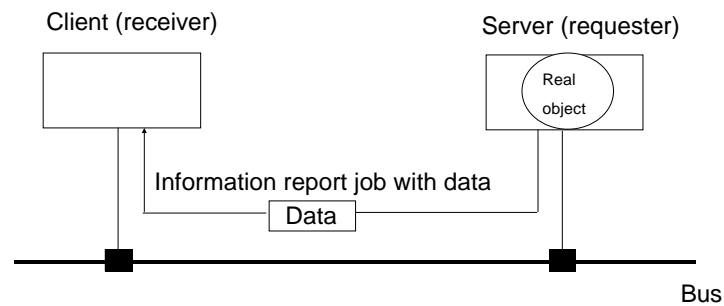 Client (receiver)
Server (requester)
Real
object
Information report job with data
Data
Bus